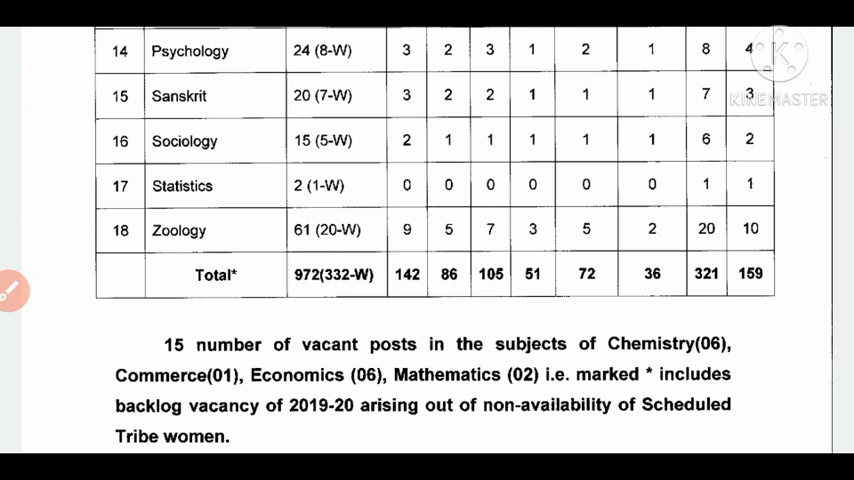 14 Psychology 24 (8-W) 3 2 3 1 2 1 8 4
15 Sanskrit 20 (7-W) 3 2 2 1 1 1 7 3
16 Sociology 15 (5-W) 2 1 1 1 1 1 6 2
17 Statistics 2 (1-W) 0 0 0 0 0 0 1 1
18 Zoology 61 (20-W) 9 5 7 3 5 2 20 10
Total* 972(332-W) 142 86 105 51 72 36 321 159
15 number of vacant posts in the subjects of Chemistry(06),
Commerce(01), Economics (06), Mathematics (02) i.e. marked * includes
backlog vacancy of 2019-20 arising out of non-availability of Scheduled
Tribe women.
KINEMASTER